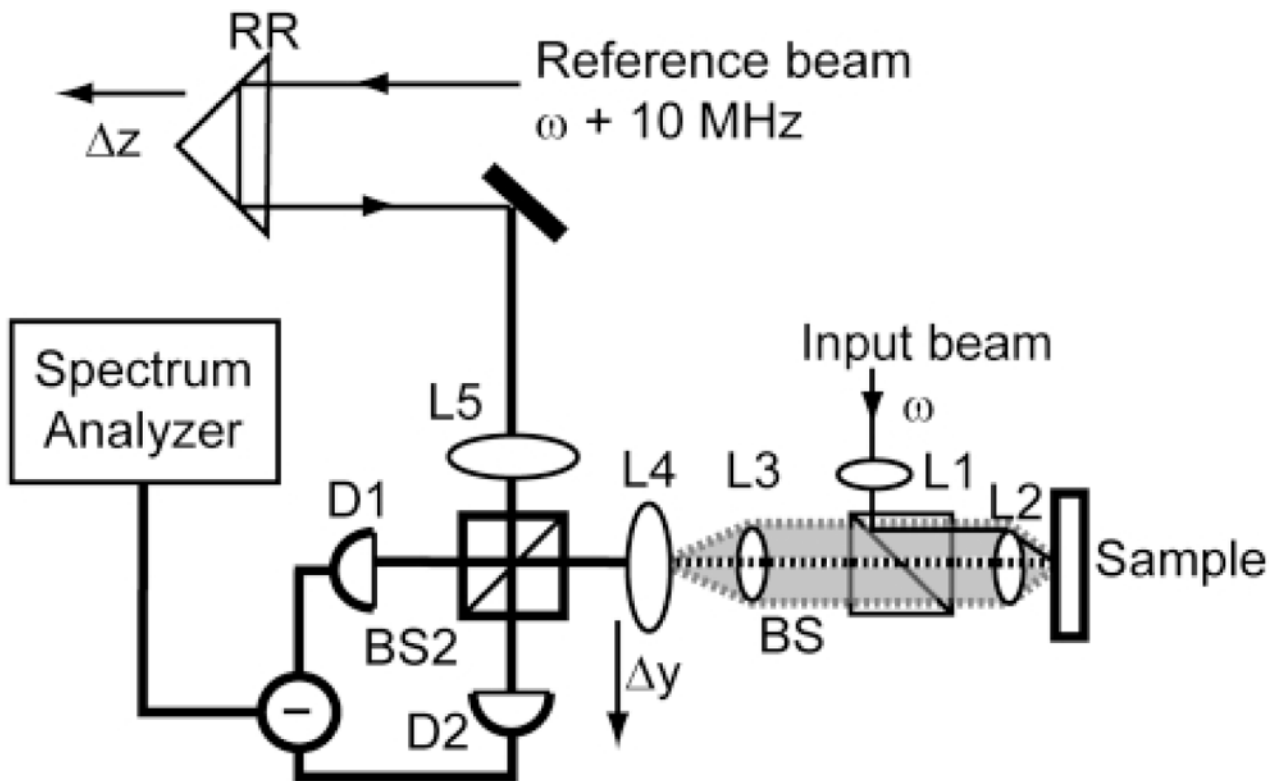 RR
Reference beam
ω + 10 MHz
Δz
Spectrum
Analyzer
Input beam
ω
L5
L4
L3
L1
L2
D1
Sample
BS2
BS
Δy
D2
−